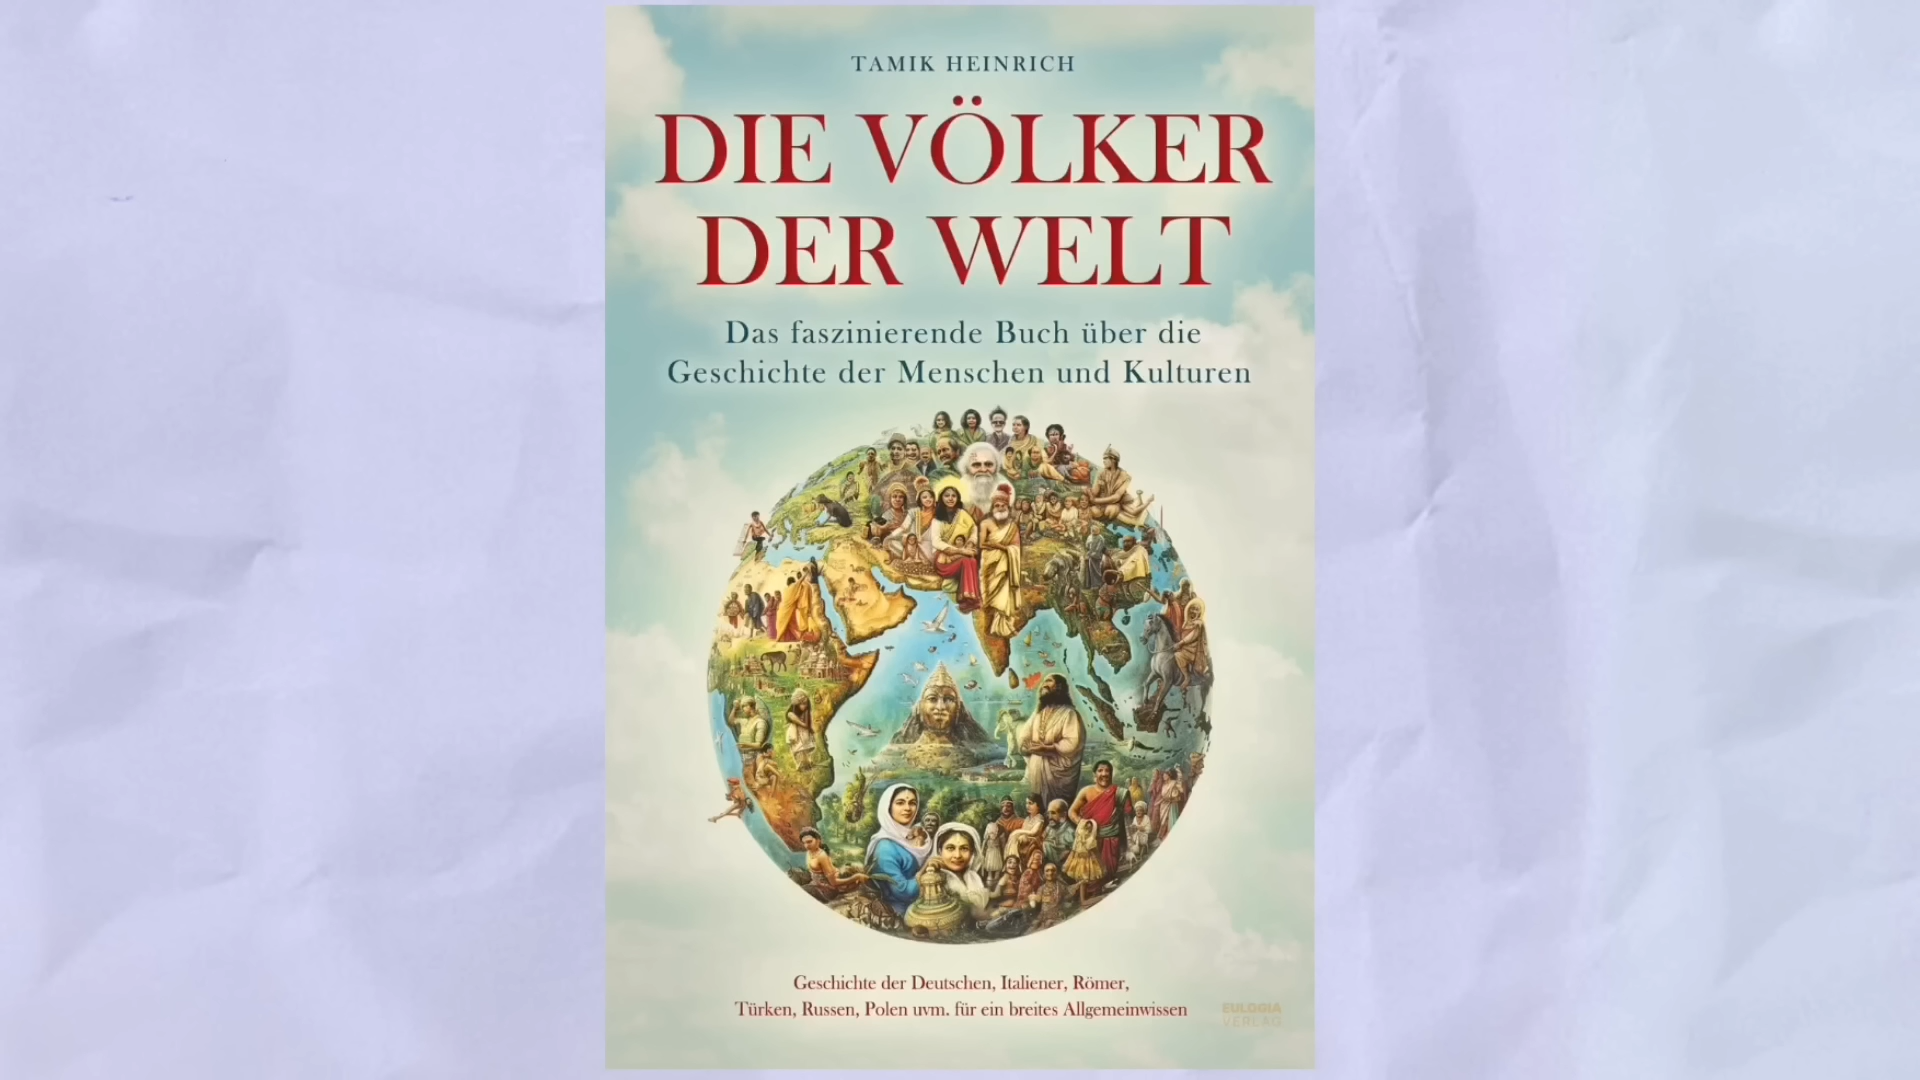 TAMIK HEINRICH
DIE VÖLKER
DER WELT
Das faszinierende Buch über die
Geschichte der Menschen und Kulturen
Geschichte der Deutschen, Italiener, Römer,
Türken, Russen, Polen uvm. für ein breites Allgemeinwissen
EULOGIA
VERLAG